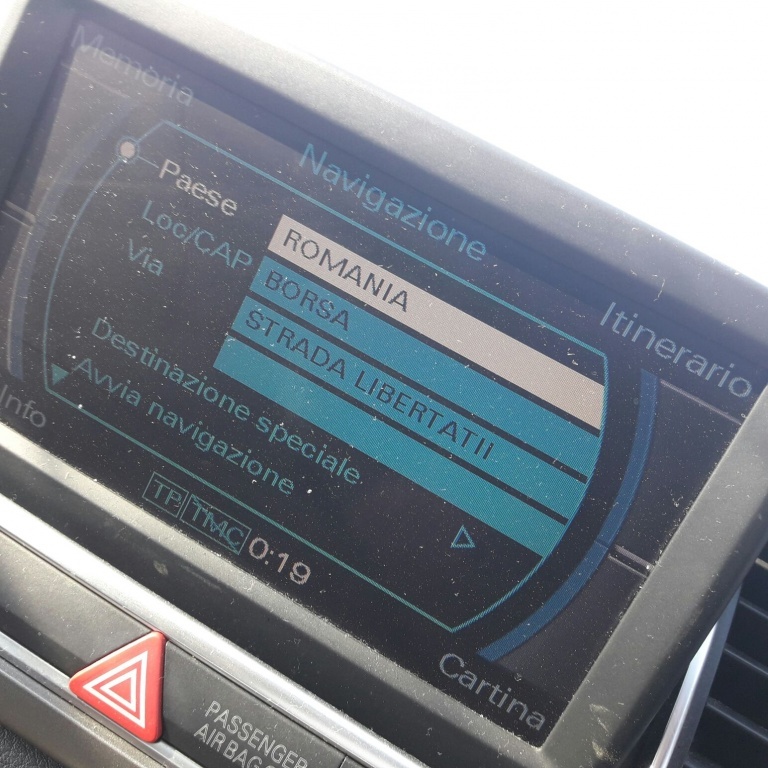 Memoria
Navigazione
Paese
ROMANIA
Loc/CAP
BORSA
Via
STRADA LIBERTATII
Itinerario
Destinazione speciale
Avvia navigazione
Info
TP TMC 0:19
Cartina
PASSENGER
AIRBAG